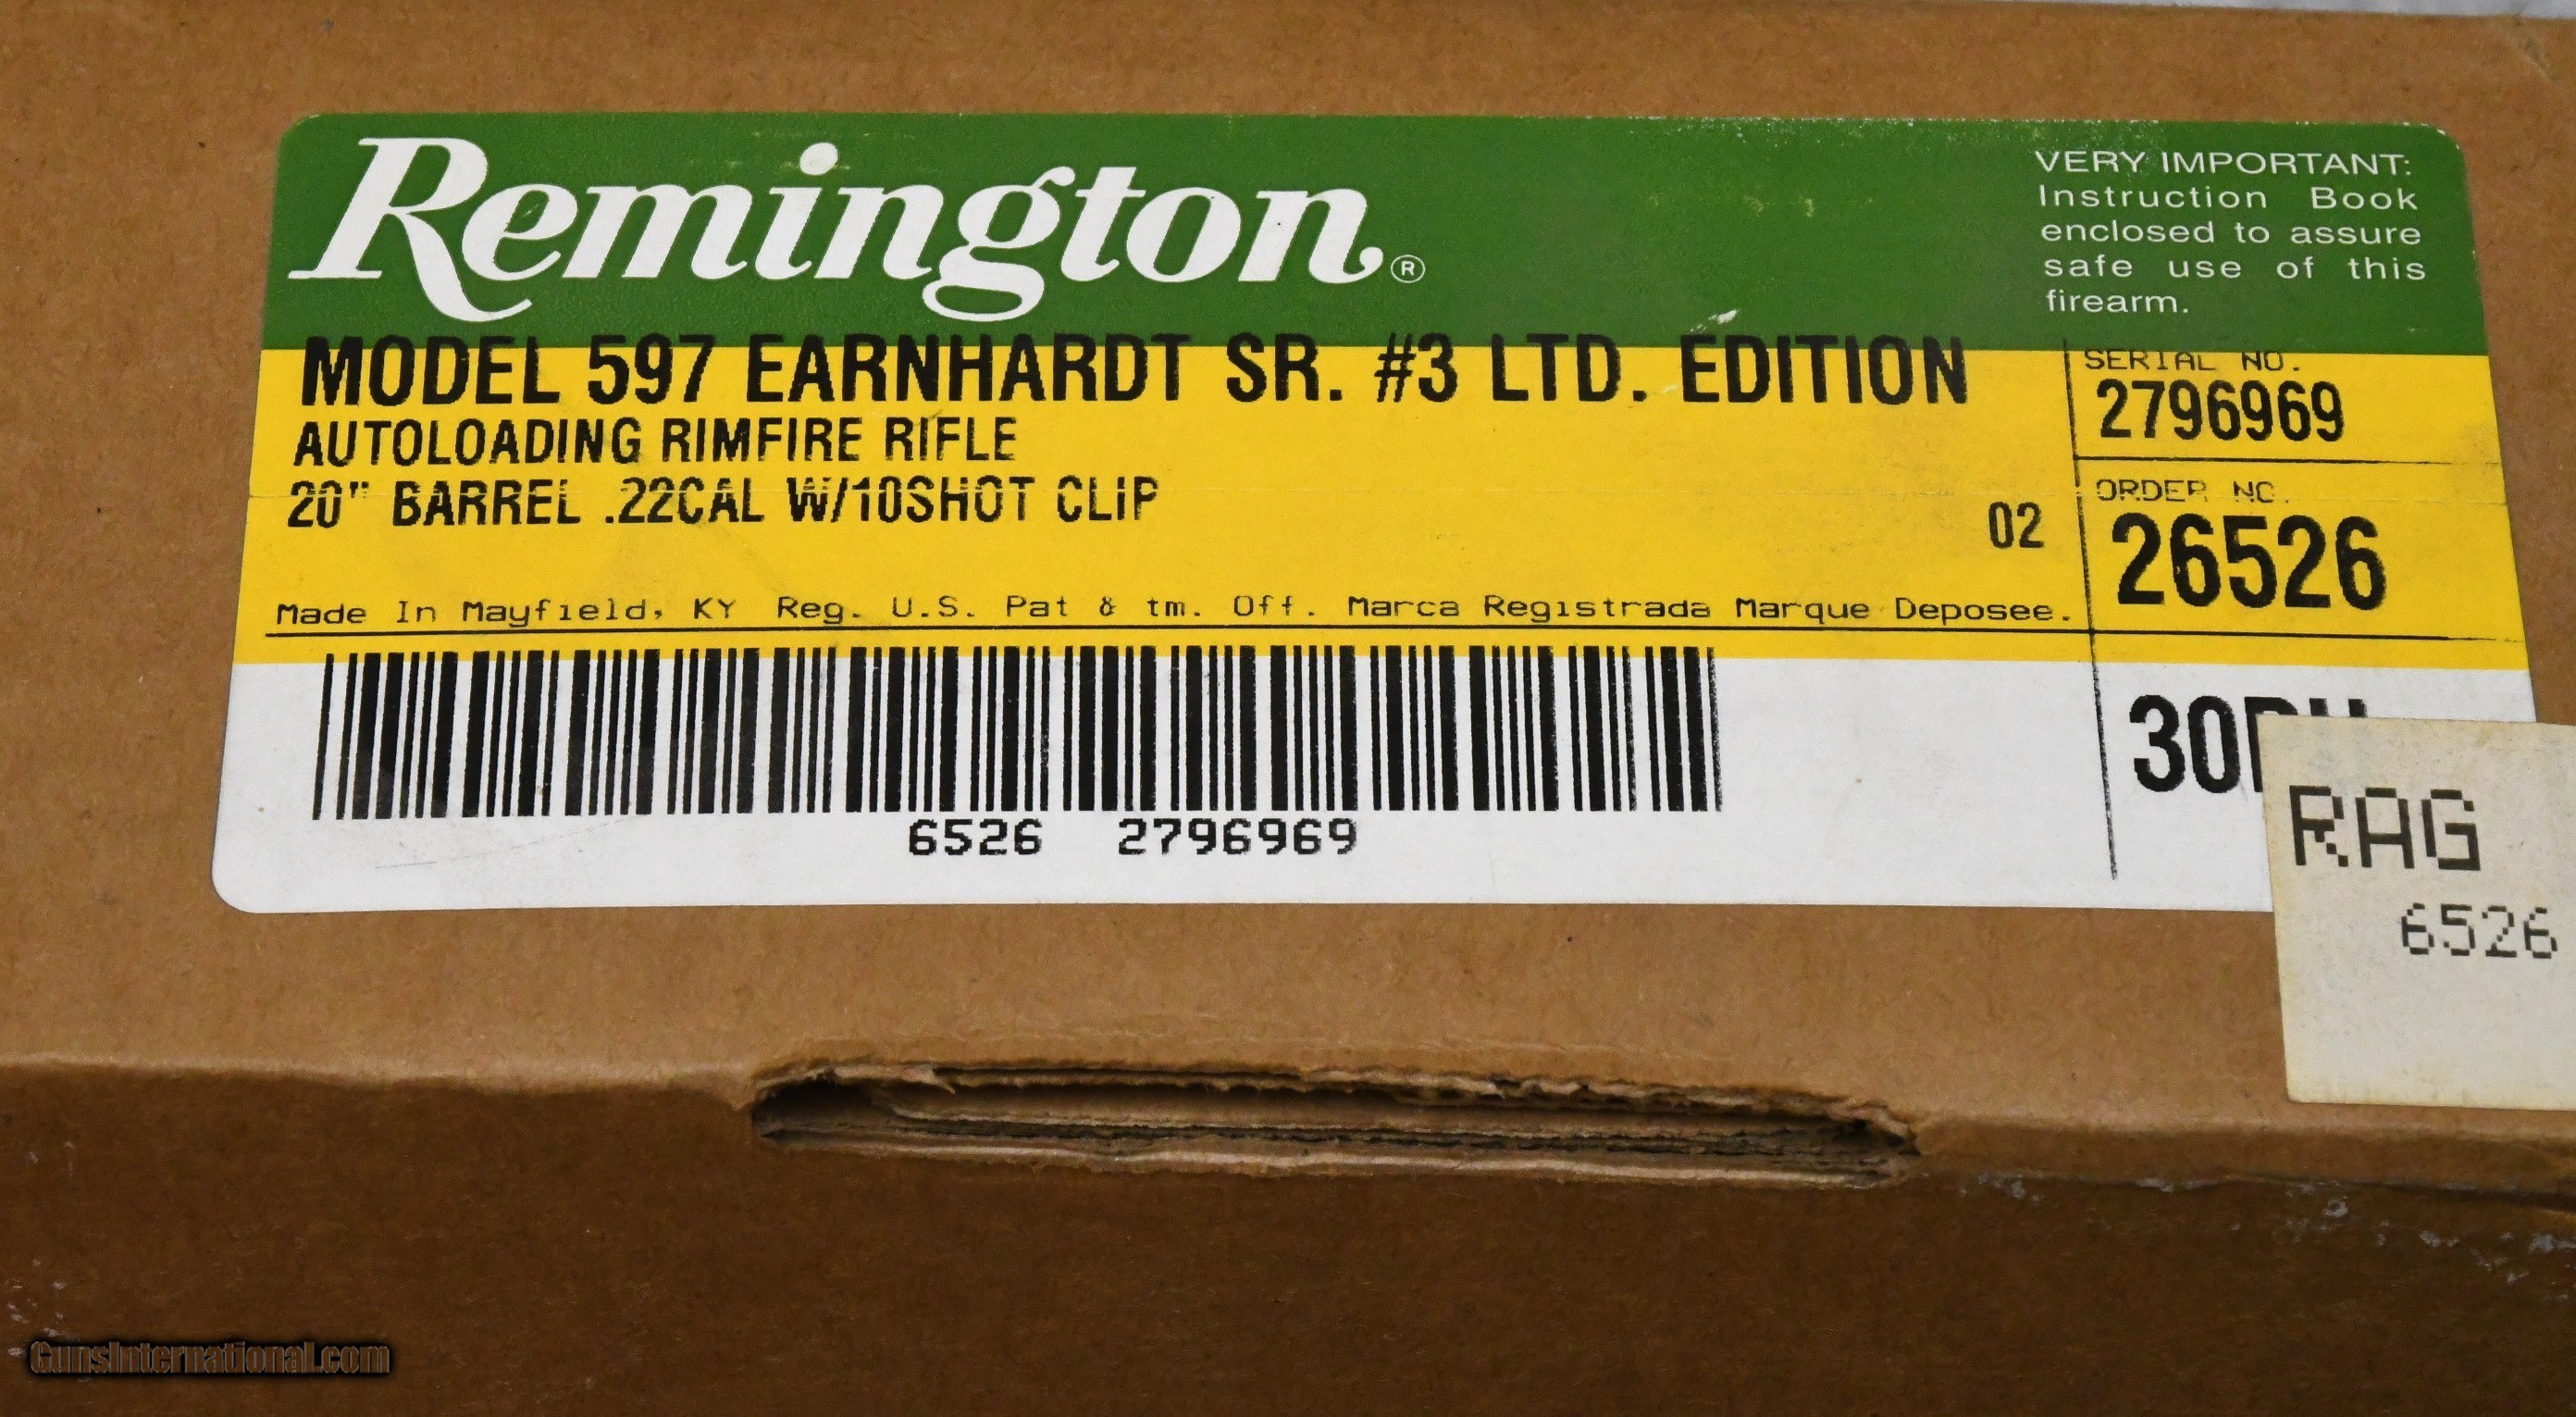 Remington®
VERY IMPORTANT:
Instruction Book
enclosed to assure
safe use of this
firearm.
MODEL 597 EARNHARDT SR. #3 LTD. EDITION
AUTOLOADING RIMFIRE RIFLE
20" BARREL .22CAL W/10SHOT CLIP
02
Made In Mayfield, KY Reg. U.S. Pat & tm. Off. Marca Registrada Marque Deposee.
SERIAL NO.
2796969
ORDER NO.
26526
6526 2796969
RAG
6526
GunsInternational.com